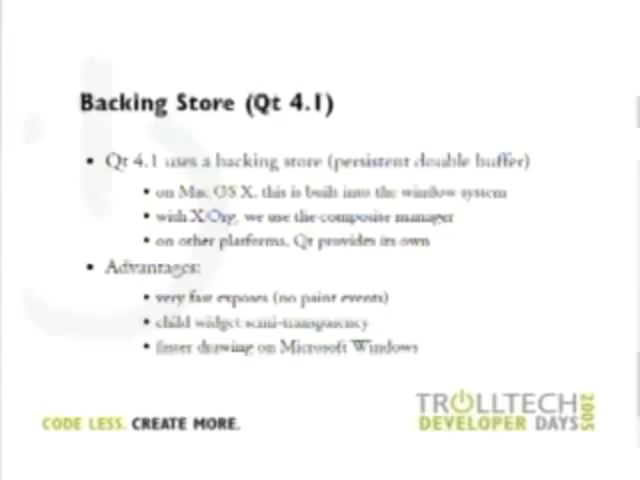 Backing Store (Qt 4.1)
• Qt 4.1 uses a backing store (persistent double buffer)
• on Mac OS X, this is built into the window system
• with X.Org, we use the composite manager
• on other platforms, Qt provides its own
• Advantages:
• very fast exposes (no paint events)
• child widget semi-transparency
• faster drawing on Microsoft Windows
CODE LESS. CREATE MORE.
TROLLTECH
DEVELOPER DAYS
2005